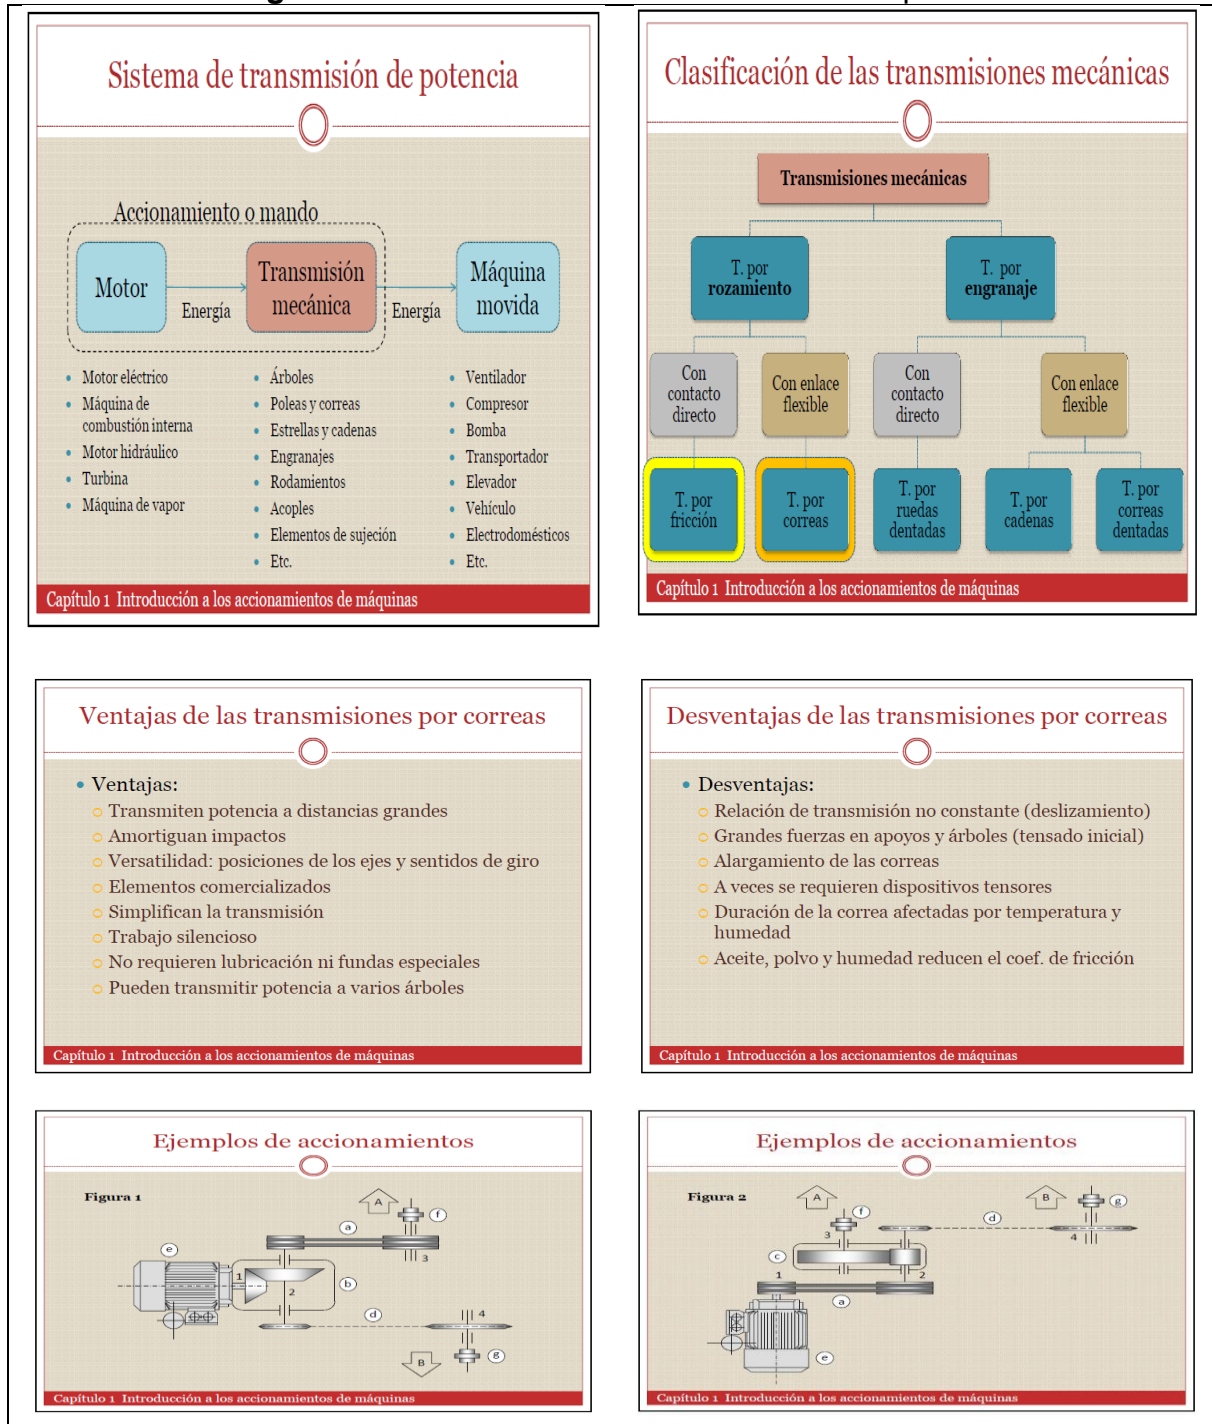 Sistema de transmisión de potencia
Accionamiento o mando
Motor
Energía
Transmisión
mecánica
Energía
Máquina
movida
• Motor eléctrico
• Máquina de
combustión interna
• Motor hidráulico
• Turbina
• Máquina de vapor
• Árboles
• Poleas y correas
• Estrellas y cadenas
• Engranajes
• Rodamientos
• Acoples
• Elementos de sujeción
• Etc.
• Ventilador
• Compresor
• Bomba
• Transportador
• Elevador
• Vehículo
• Electrodomésticos
• Etc.
Capítulo 1 Introducción a los accionamientos de máquinas
Clasificación de las transmisiones mecánicas
Transmisiones mecánicas
T. por
rozamiento
T. por
engranaje
Con
contacto
directo
Con enlace
flexible
Con
contacto
directo
Con enlace
flexible
T. por
fricción
T. por
correas
T. por
ruedas
dentadas
T. por
cadenas
T. por
correas
dentadas
Capítulo 1 Introducción a los accionamientos de máquinas
Ventajas de las transmisiones por correas
• Ventajas:
Transmiten potencia a distancias grandes
Amortiguan impactos
Versatilidad: posiciones de los ejes y sentidos de giro
Elementos comercializados
Simplifican la transmisión
Trabajo silencioso
No requieren lubricación ni fundas especiales
Pueden transmitir potencia a varios árboles
Capítulo 1 Introducción a los accionamientos de máquinas
Desventajas de las transmisiones por correas
• Desventajas:
Relación de transmisión no constante (deslizamiento)
Grandes fuerzas en apoyos y árboles (tensado inicial)
Alargamiento de las correas
A veces se requieren dispositivos tensores
Duración de la correa afectadas por temperatura y
humedad
Aceite, polvo y humedad reducen el coef. de fricción
Capítulo 1 Introducción a los accionamientos de máquinas
Ejemplos de accionamientos
Figura 1
A
f
a
3
e
1
2
b
d
4
B
g
Capítulo 1 Introducción a los accionamientos de máquinas
Ejemplos de accionamientos
Figura 2
A
f
B
g
d
3
4
c
1
2
a
e
Capítulo 1 Introducción a los accionamientos de máquinas